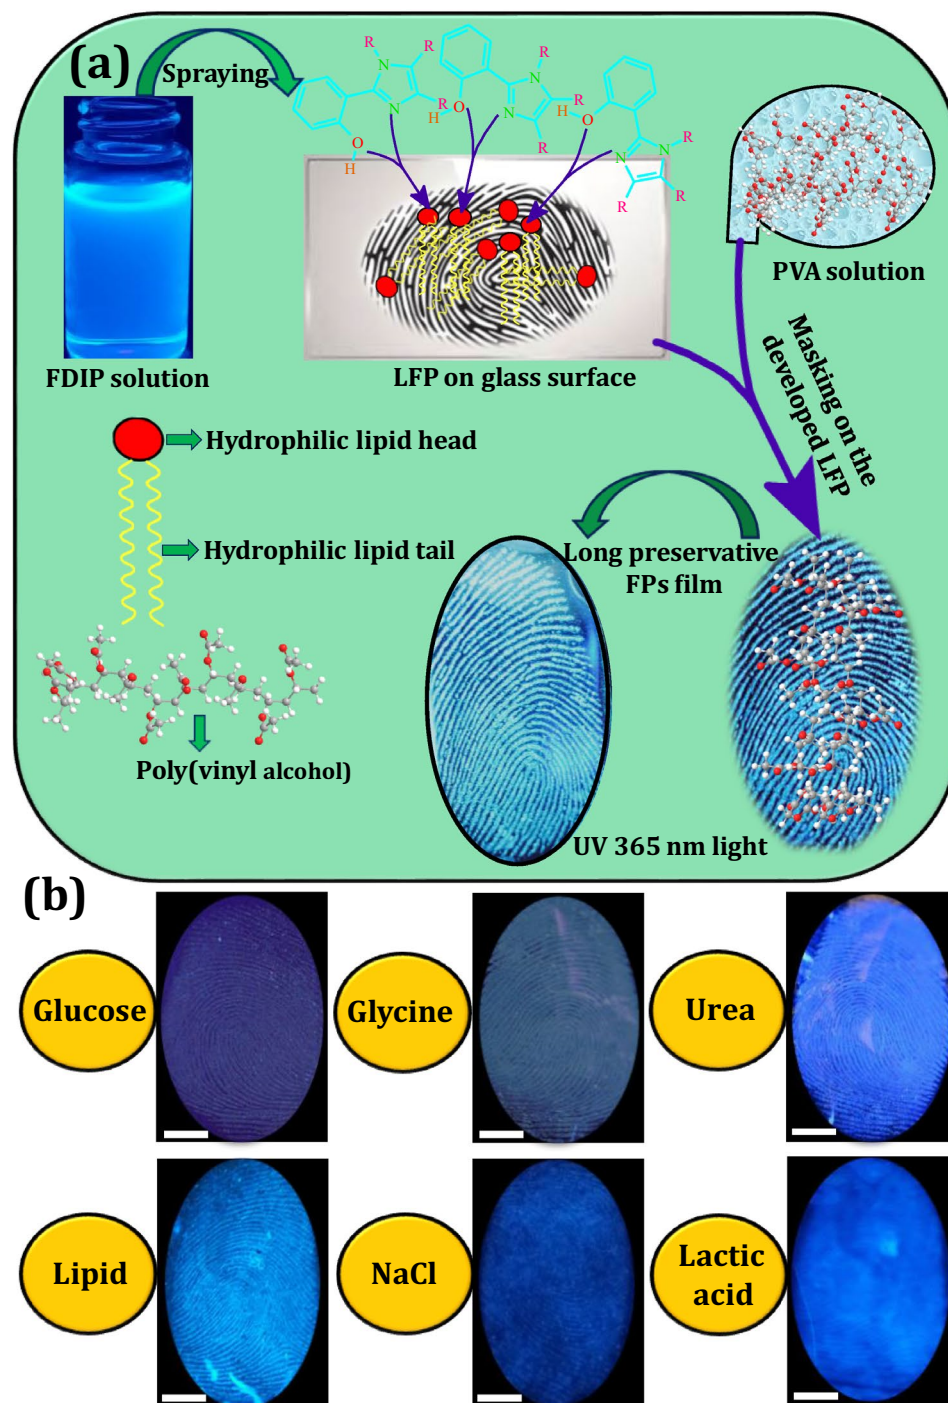 (a)
Spraying
R
R
R
R
R
R
R
R
R
N
N
N
N
N
N
O
H
H
O
H
O
FDIP solution
LFP on glass surface
PVA solution
Masking on the
developed LFP
Hydrophilic lipid head
Hydrophilic lipid tail
Long preservative
FPs film
Poly(vinyl alcohol)
UV 365 nm light
(b)
Glucose
Glycine
Urea
Lipid
NaCl
Lactic
acid